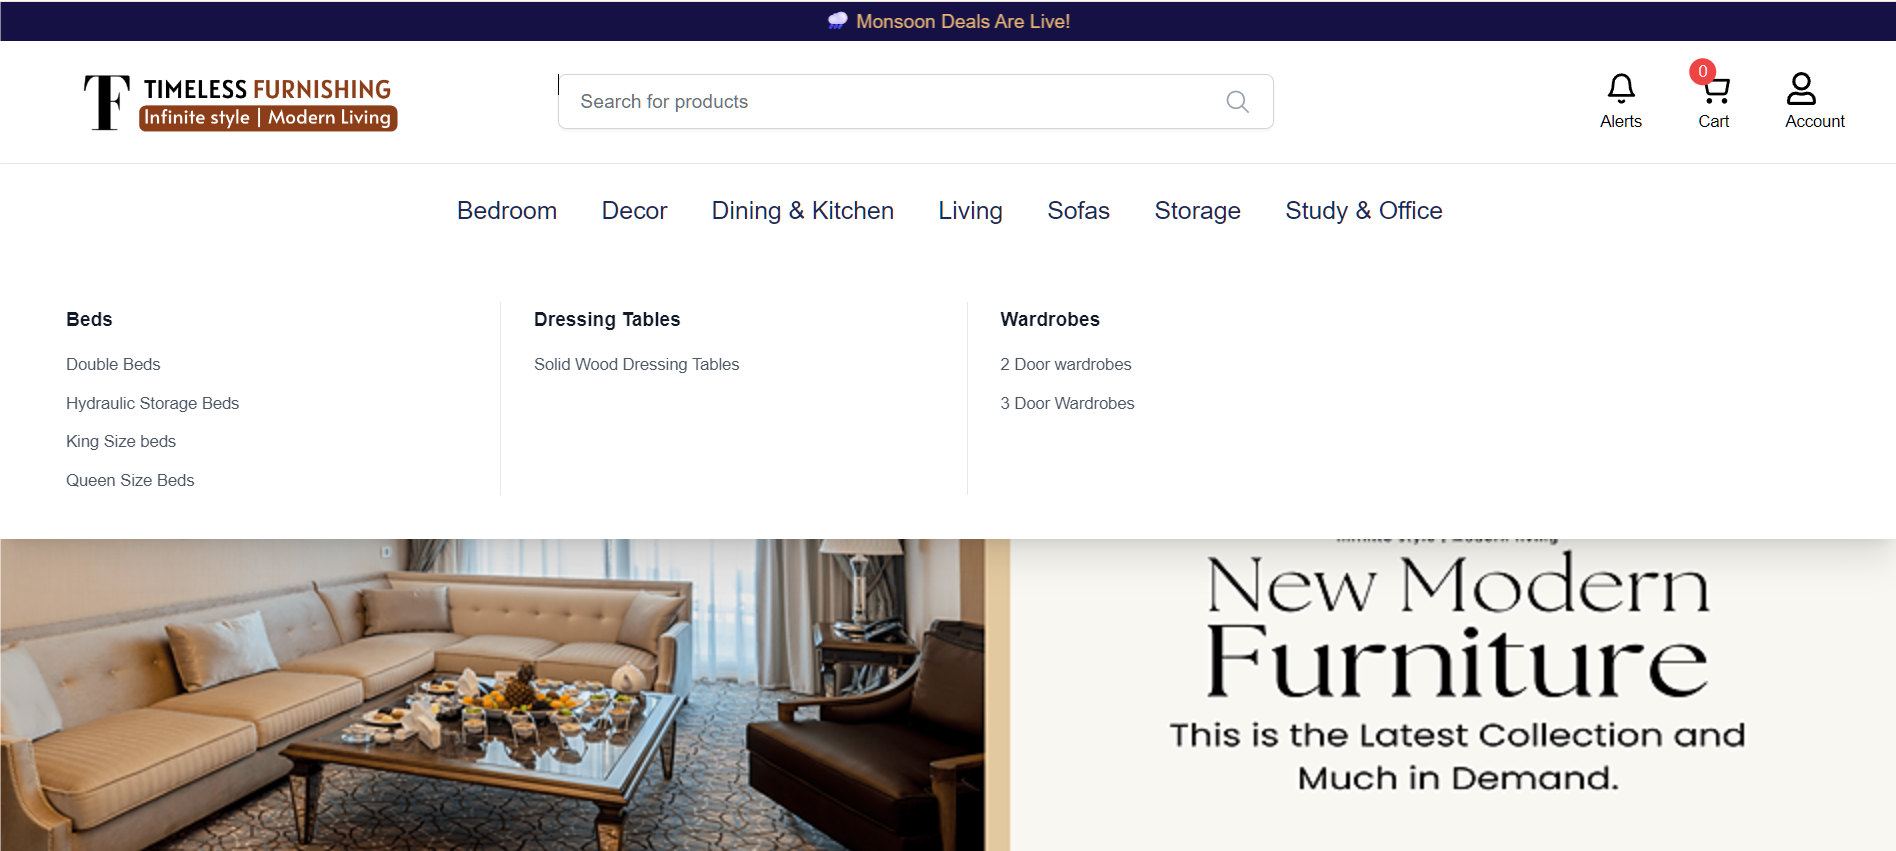 Monsoon Deals Are Live!
TF TIMELESS FURNISHING
Infinite style | Modern Living
Search for products
0
Alerts
Cart
Account
Bedroom Decor Dining & Kitchen Living Sofas Storage Study & Office
Beds
Double Beds
Hydraulic Storage Beds
King Size beds
Queen Size Beds
Dressing Tables
Solid Wood Dressing Tables
Wardrobes
2 Door wardrobes
3 Door Wardrobes
New Modern
Furniture
This is the Latest Collection and
Much in Demand.